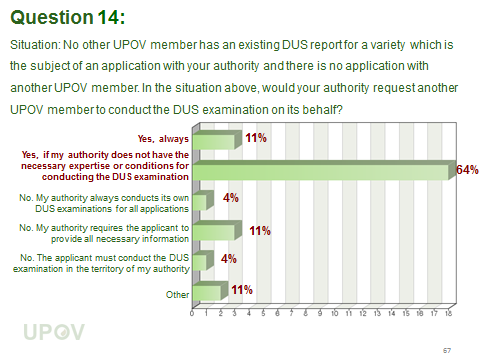 Question 14:
Situation: No other UPOV member has an existing DUS report for a variety which is
the subject of an application with your authority and there is no application with
another UPOV member. In the situation above, would your authority request another
UPOV member to conduct the DUS examination on its behalf?
Yes, always
11%
Yes, if my authority does not have the
necessary expertise or conditions for
conducting the DUS examination
64%
No. My authority always conducts its own
DUS examinations for all applications
4%
No. My authority requires the applicant to
provide all necessary information
11%
No. The applicant must conduct the DUS
examination in the territory of my authority
4%
Other
11%
0 1 2 3 4 5 6 7 8 9 10 11 12 13 14 15 16 17 18
UPOV
67